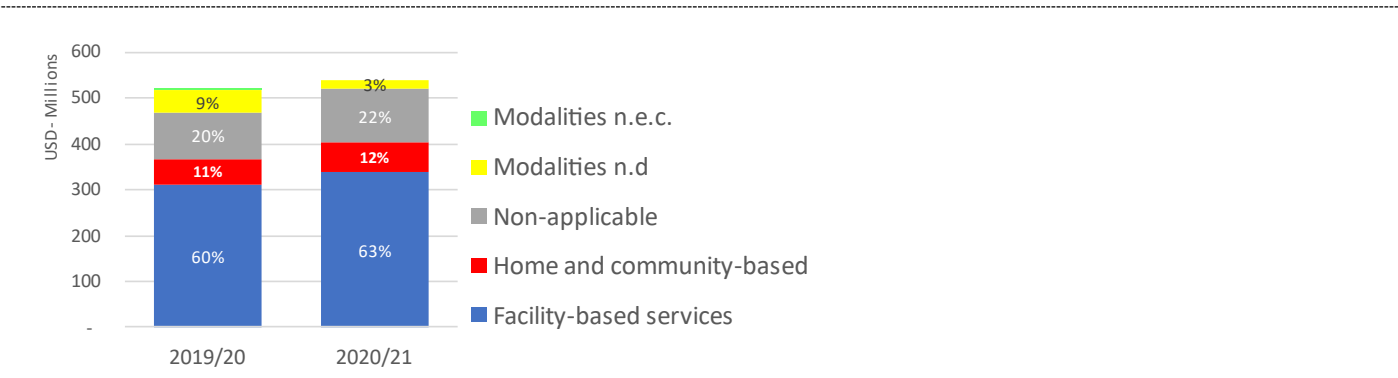 USD- Millions
600
500
400
300
200
100
-
9%
20%
11%
60%
3%
22%
12%
63%
2019/20
2020/21
Modalities n.e.c.
Modalities n.d
Non-applicable
Home and community-based
Facility-based services